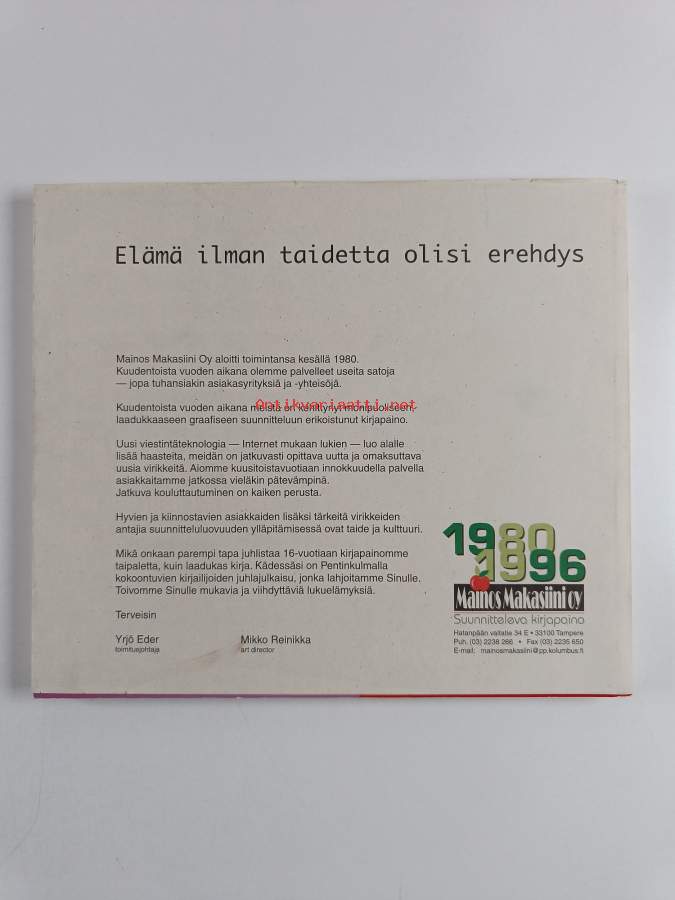 Elämä ilman taidetta olisi erehdys
Mainos Makasiini Oy aloitti toimintansa kesällä 1980.
Kuudentoista vuoden aikana olemme palvelleet useita satoja
— jopa tuhansiakin asiakasyrityksiä ja -yhteisöjä.
Antikvariaatti.net
Kuudentoista vuoden aikana meistä on kehittynyt monipuoliseen,
laadukkaaseen graafiseen suunnitteluun erikoistunut kirjapaino.
Uusi viestintäteknologia — Internet mukaan lukien — luo alalle
lisää haasteita, meidän on jatkuvasti opittava uutta ja omaksuttava
uusia virikkeitä. Aiomme kuusitoistavuotiaan innokkuudella palvella
asiakkaitamme jatkossa vieläkin pätevämpinä.
Jatkuva kouluttautuminen on kaiken perusta.
Hyvien ja kiinnostavien asiakkaiden lisäksi tärkeitä virikkeiden
antajia suunnitteluluovuuden ylläpitämisessä ovat taide ja kulttuuri.
Mikä onkaan parempi tapa juhlistaa 16-vuotiaan kirjapainomme
taipaletta, kuin laadukas kirja. Kädessäsi on Pentinkulmalla
kokoontuvien kirjailijoiden juhlajulkaisu, jonka lahjoitamme Sinulle.
Toivomme Sinulle mukavia ja viihdyttäviä lukuelämyksiä.
Terveisin
Yrjö Eder Mikko Reinikka
toimitusjohtaja art director
1980
1996
Mainos Makasiini oy
Suunnitteleva kirjapaino
Hatanpään valtatie 34 E • 33100 Tampere
Puh. (03) 2238 266 • Fax (03) 2235 650
E-mail: mainosmakasiini@pp.kolumbus.fi